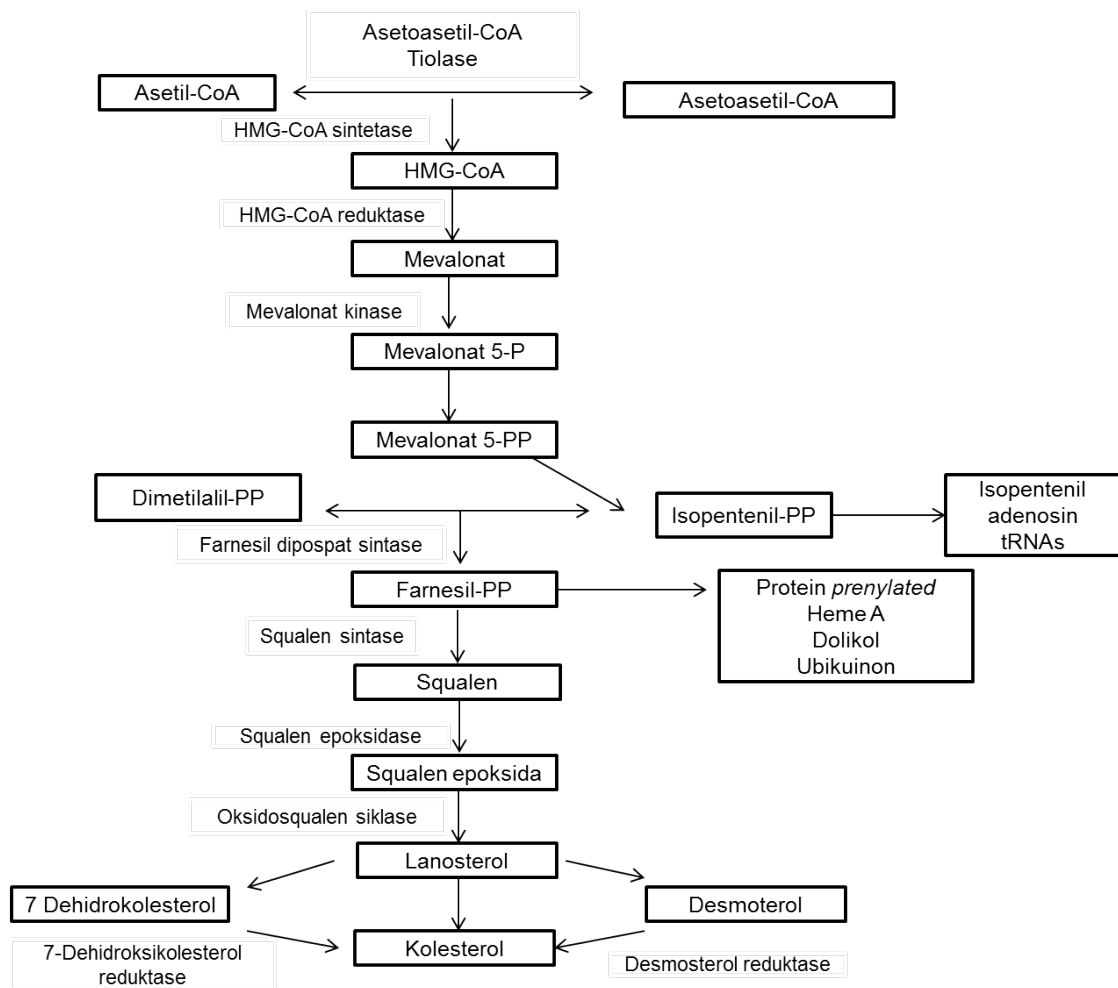 Asetoasetil-CoA
Tiolase
Asetil-CoA
Asetoasetil-CoA
HMG-CoA sintetase
HMG-CoA
HMG-CoA reduktase
Mevalonat
Mevalonat kinase
Mevalonat 5-P
Mevalonat 5-PP
Dimetilalil-PP
Isopentenil-PP
Isopentenil
adenosin
tRNAs
Farnesil dipospat sintase
Farnesil-PP
Protein prenylated
Heme A
Dolikol
Ubikuinon
Squalen sintase
Squalen
Squalen epoksidase
Squalen epoksida
Oksidosqualen siklase
Lanosterol
7 Dehidrokolesterol
Desmoterol
Kolesterol
7-Dehidroksikolesterol
reduktase
Desmosterol reduktase